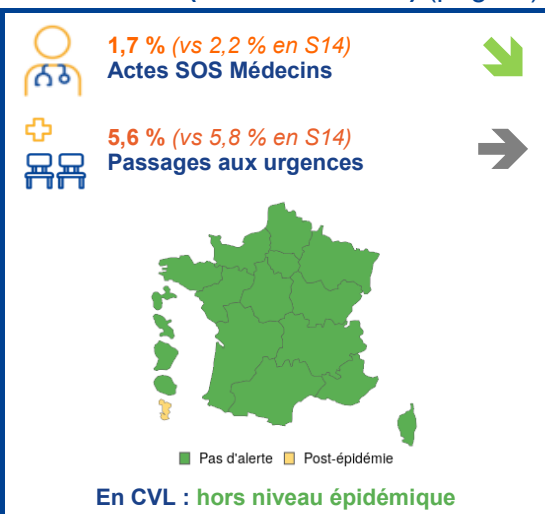 1,7 % (vs 2,2 % en S14)
Actes SOS Médecins
5,6 % (vs 5,8 % en S14)
Passages aux urgences
Pas d'alerte Post-épidémie
En CVL : hors niveau épidémique